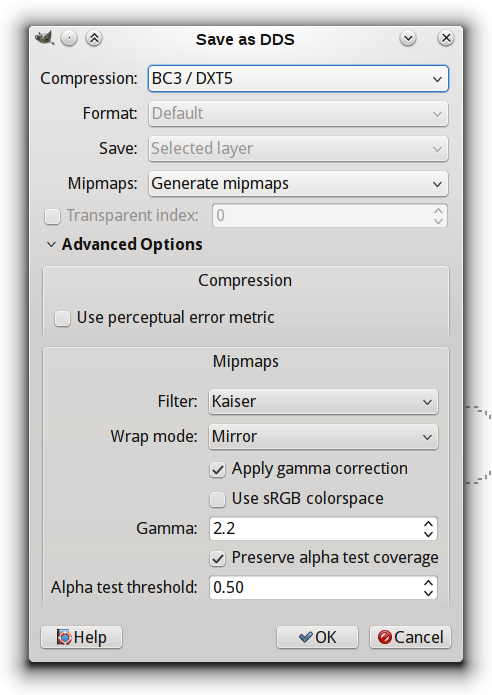 Save as DDS
Compression: BC3 / DXT5
Format: Default
Save: Selected layer
Mipmaps: Generate mipmaps
Transparent index: 0
Advanced Options
Compression
Use perceptual error metric
Mipmaps
Filter: Kaiser
Wrap mode: Mirror
Apply gamma correction
Use sRGB colorspace
Gamma: 2.2
Preserve alpha test coverage
Alpha test threshold: 0.50
Help OK Cancel